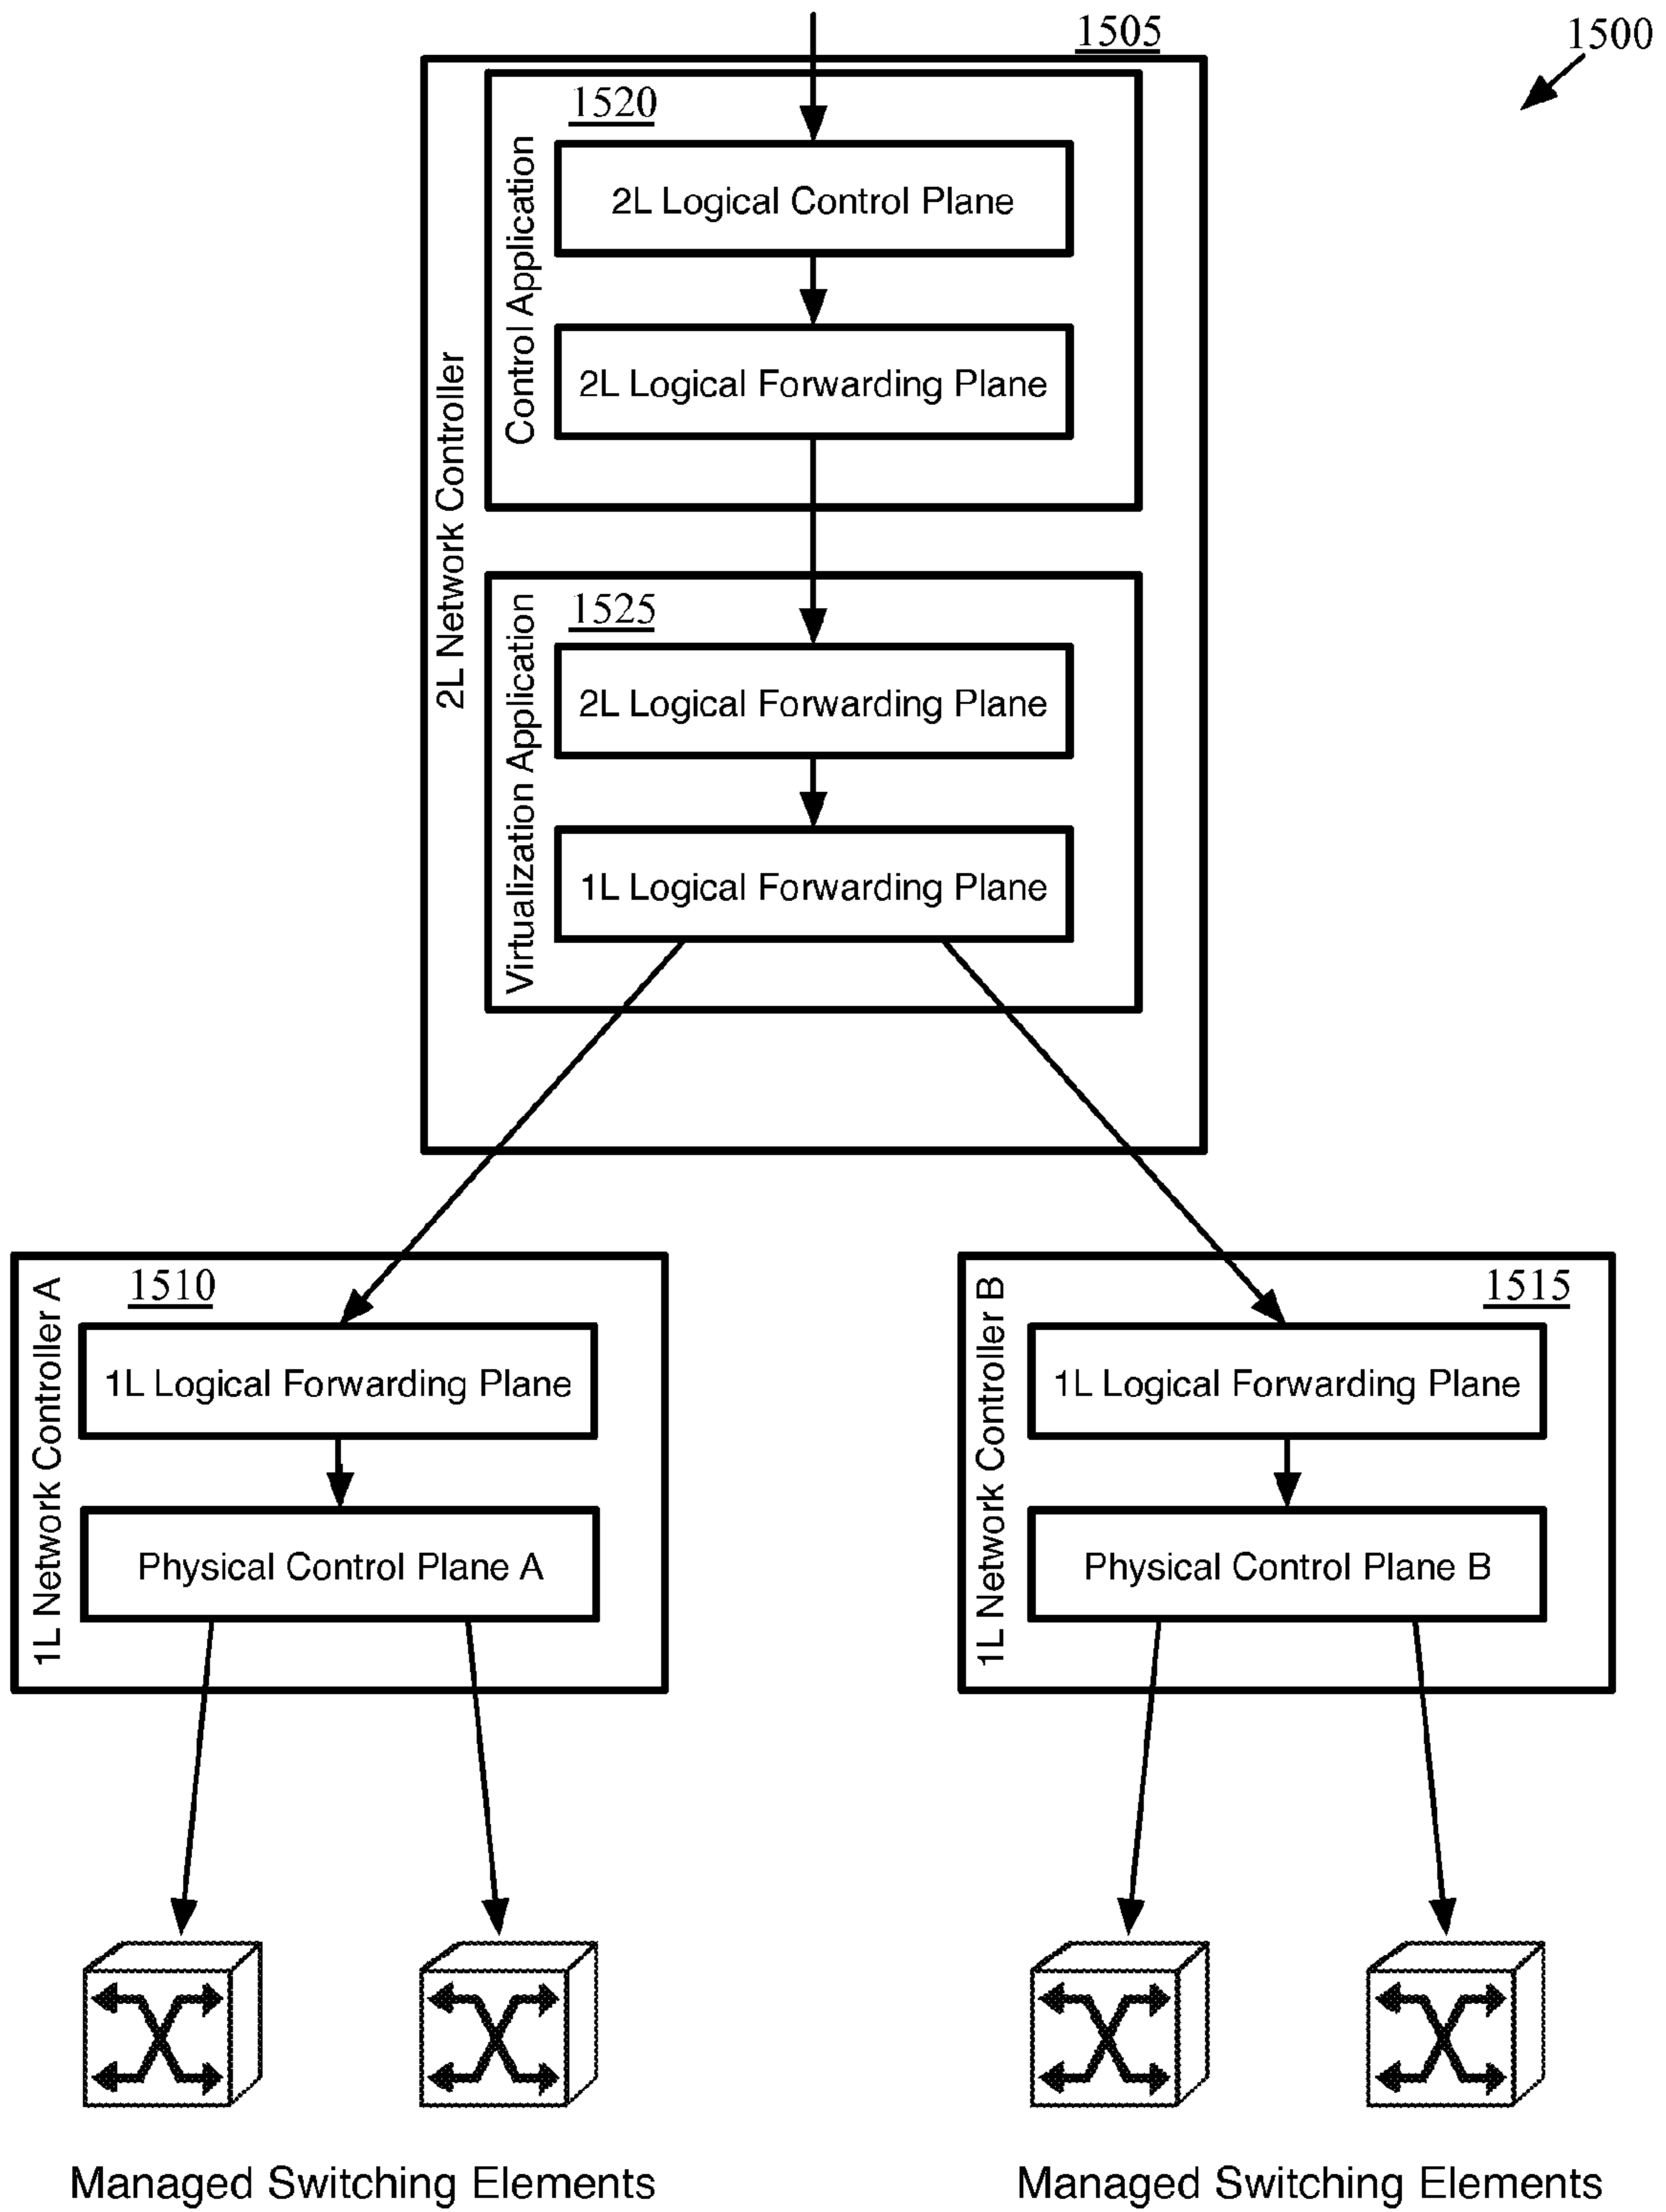 1505
1500
2L Network Controller
Control Application
1520
2L Logical Control Plane
2L Logical Forwarding Plane
Virtualization Application
1525
2L Logical Forwarding Plane
1L Logical Forwarding Plane
1L Network Controller A
1510
1L Logical Forwarding Plane
Physical Control Plane A
1L Network Controller B
1515
1L Logical Forwarding Plane
Physical Control Plane B
Managed Switching Elements
Managed Switching Elements